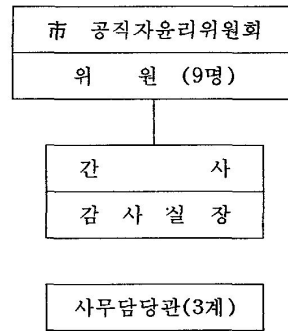 市 공직자윤리위원회
위 원 (9명)
간 사
감 사 실 장
사무담당관(3계)